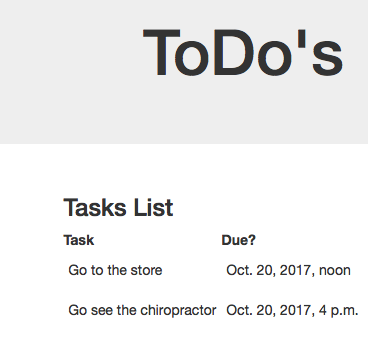 ToDo's
Tasks List
Task Due?
Go to the store Oct. 20, 2017, noon
Go see the chiropractor Oct. 20, 2017, 4 p.m.